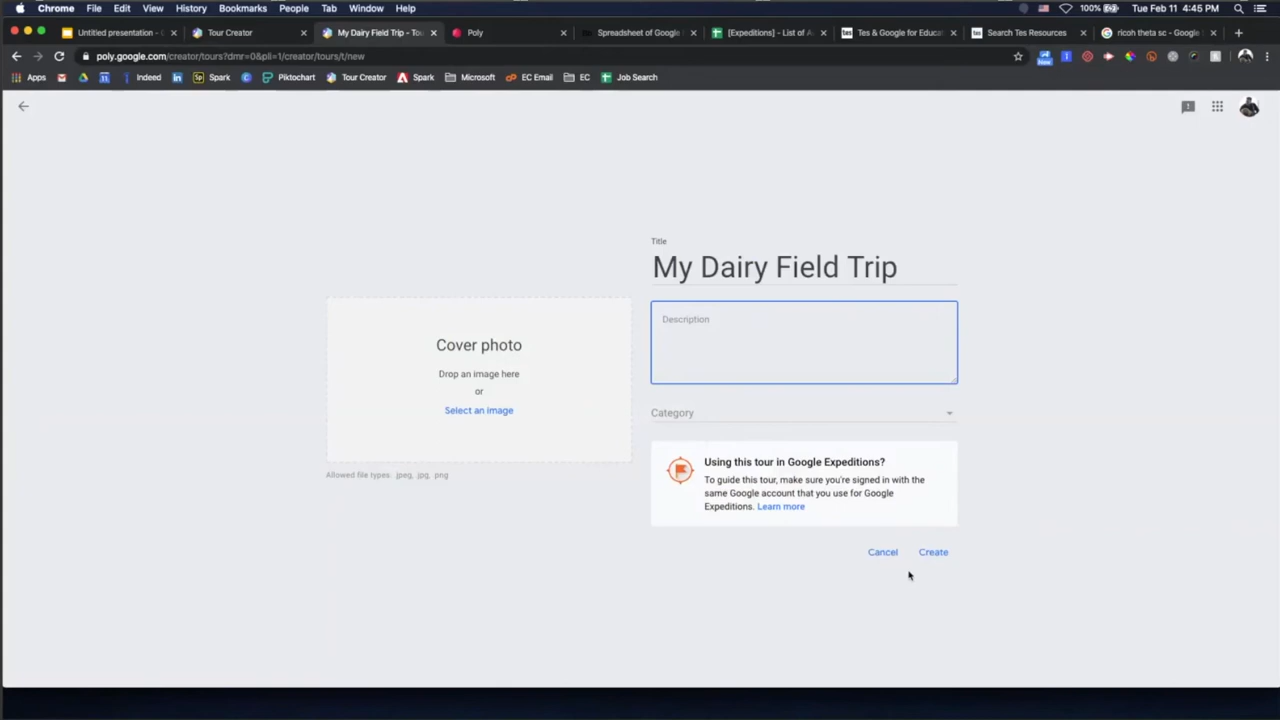 Chrome File Edit View History Bookmarks People Tab Window Help 100% Tue Feb 11 4:45 PM
Untitled presentation - Tour Creator My Dairy Field Trip - Tou Poly Spreadsheet of Google [Expeditions] - List of A Tes & Google for Educa Search Tes Resources ricoh theta sc - Google
poly.google.com/creator/tours?dmr=0&pli=1/creator/tours/t/new New
Apps Indeed Spark Piktochart Tour Creator Spark Microsoft EC Email EC Job Search
Title
My Dairy Field Trip
Description
Cover photo
Drop an image here
or
Select an image
Allowed file types: .jpeg, .jpg, .png
Category
Using this tour in Google Expeditions?
To guide this tour, make sure you're signed in with the
same Google account that you use for Google
Expeditions. Learn more
Cancel Create